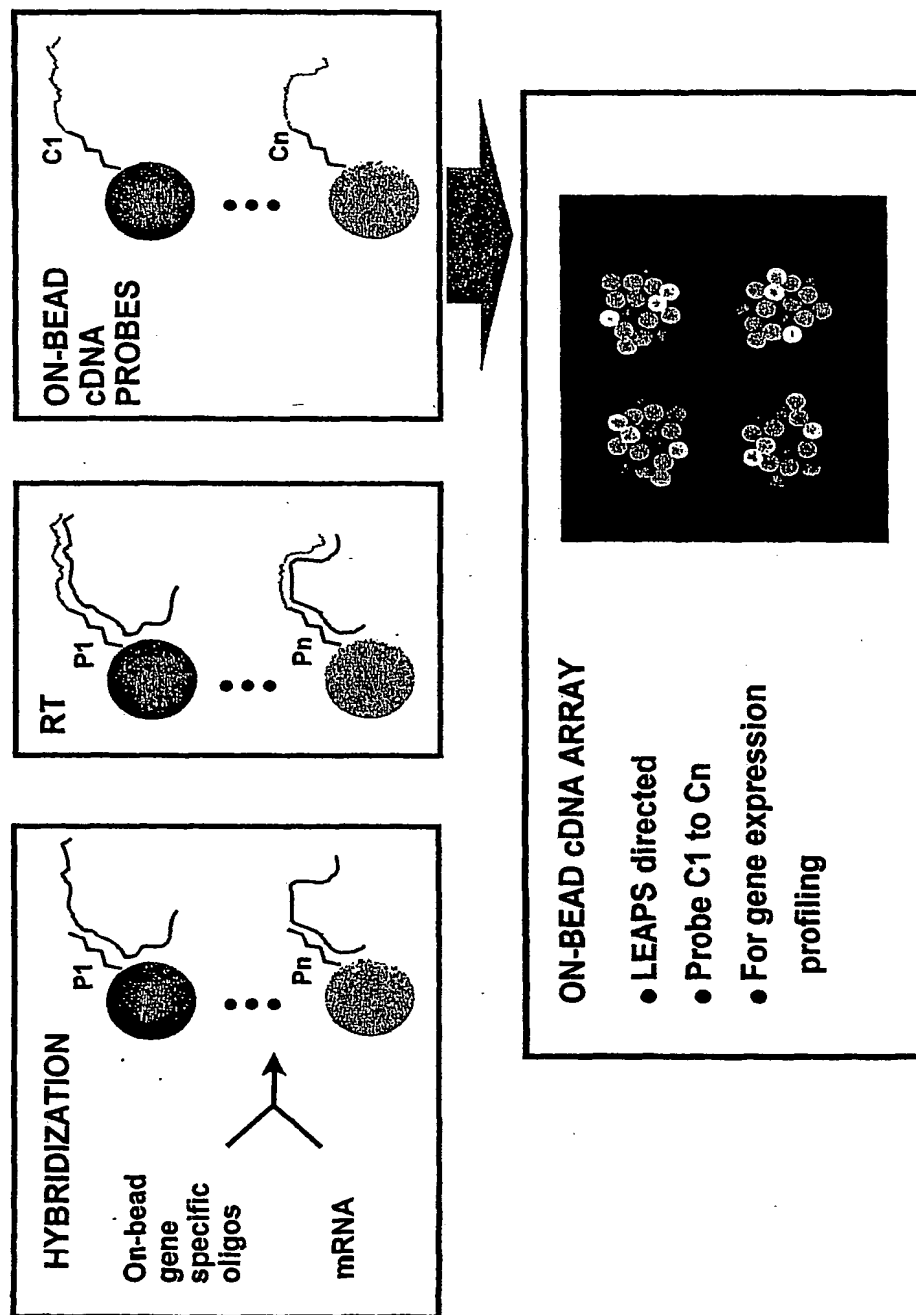 HYBRIDIZATION
On-bead
gene
specific
oligos
mRNA
P1
Pn
RT
P1
Pn
ON-BEAD
cDNA
PROBES
C1
Cn
ON-BEAD cDNA ARRAY
• LEAPS directed
• Probe C1 to Cn
• For gene expression
profiling